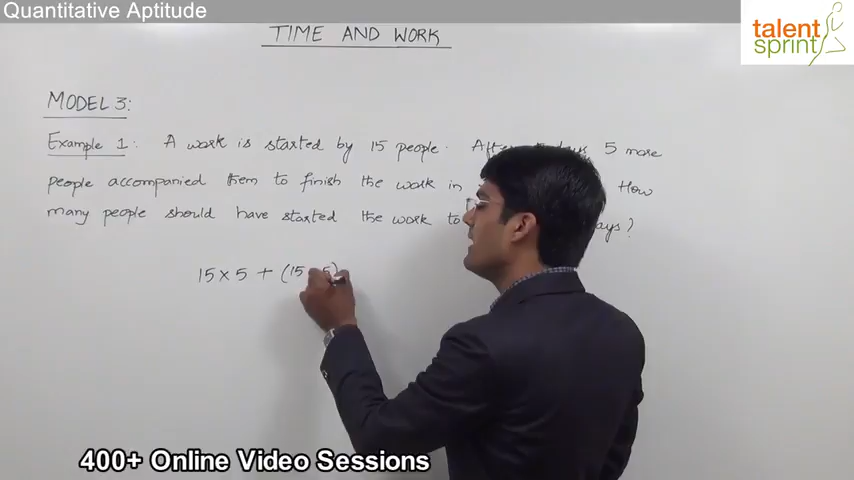 Quantitative Aptitude
talent
sprint
TIME AND WORK
MODEL 3:
Example 1: A work is started by 15 people. After days 5 more
people accompanied them to finish the work in How
many people should have started the work to days?
15 x 5 + (15 5)
400+ Online Video Sessions